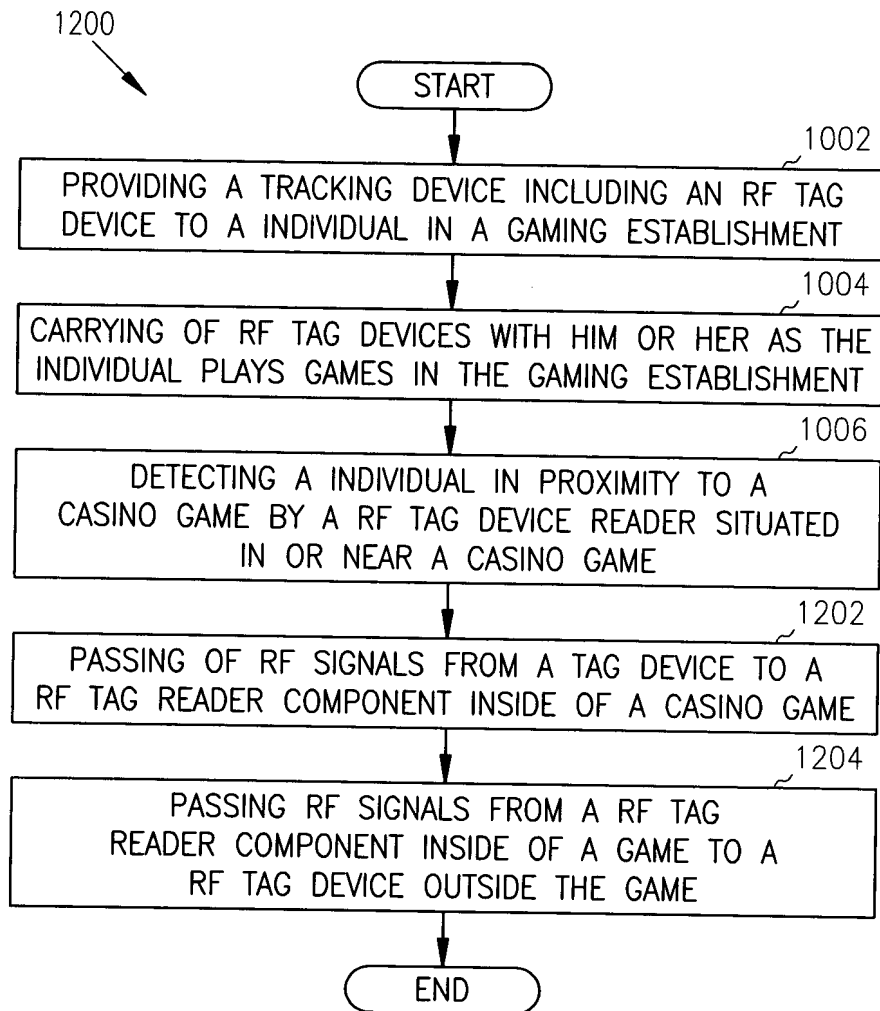 1200
START
1002
PROVIDING A TRACKING DEVICE INCLUDING AN RF TAG
DEVICE TO A INDIVIDUAL IN A GAMING ESTABLISHMENT
1004
CARRYING OF RF TAG DEVICES WITH HIM OR HER AS THE
INDIVIDUAL PLAYS GAMES IN THE GAMING ESTABLISHMENT
1006
DETECTING A INDIVIDUAL IN PROXIMITY TO A
CASINO GAME BY A RF TAG DEVICE READER SITUATED
IN OR NEAR A CASINO GAME
1202
PASSING OF RF SIGNALS FROM A TAG DEVICE TO A
RF TAG READER COMPONENT INSIDE OF A CASINO GAME
1204
PASSING RF SIGNALS FROM A RF TAG
READER COMPONENT INSIDE OF A GAME TO A
RF TAG DEVICE OUTSIDE THE GAME
END